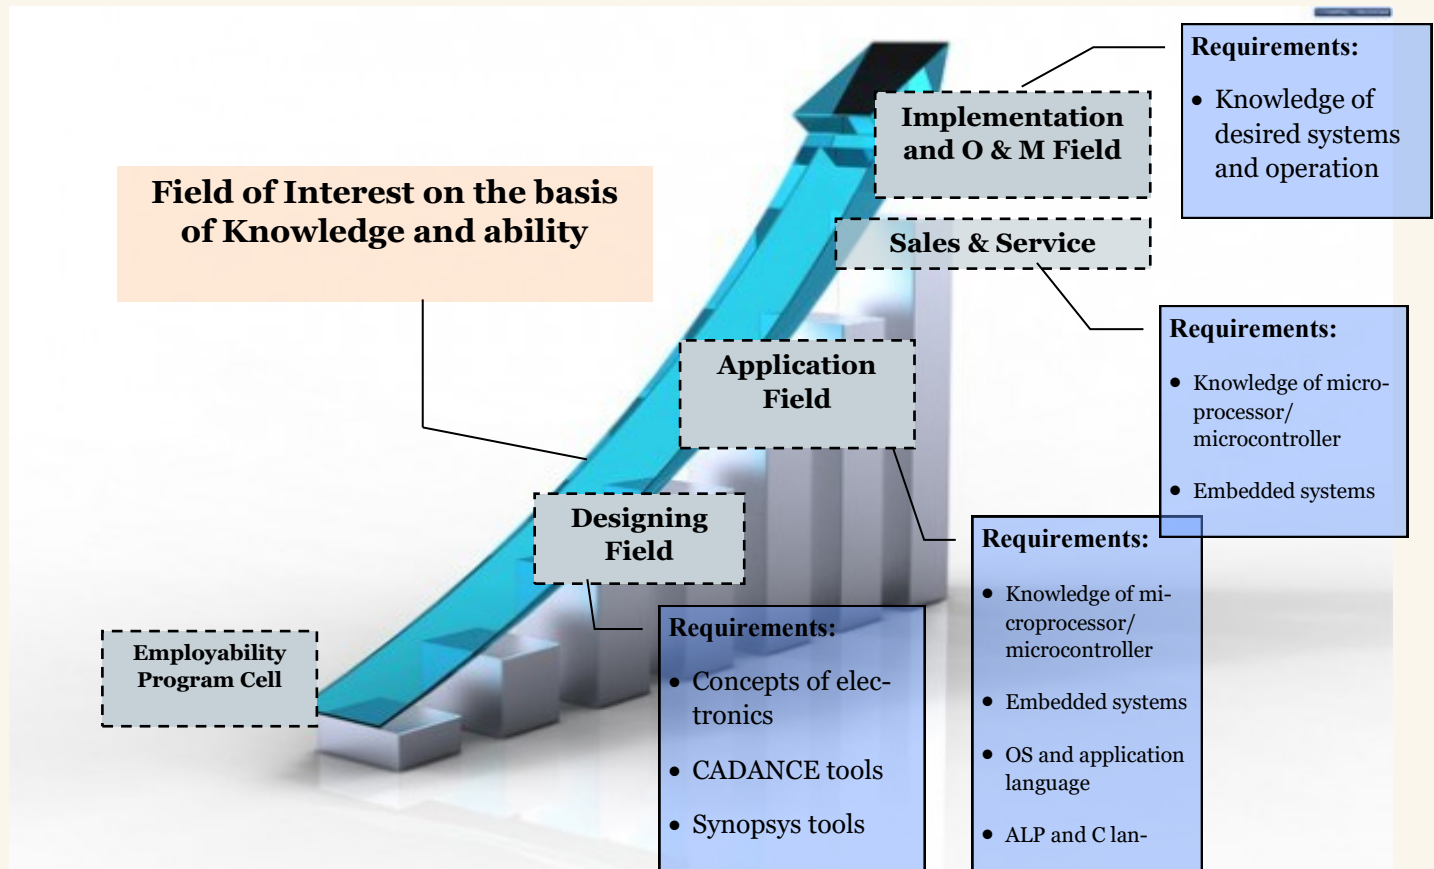 Field of Interest on the basis
of Knowledge and ability
Implementation
and O & M Field
Requirements:
• Knowledge of
desired systems
and operation
Sales & Service
Requirements:
• Knowledge of micro-
processor/
microcontroller
• Embedded systems
Application
Field
Requirements:
• Knowledge of mi-
croprocessor/
microcontroller
• Embedded systems
• OS and application
language
• ALP and C lan-
Designing
Field
Requirements:
• Concepts of elec-
tronics
• CADANCE tools
• Synopsys tools
Employability
Program Cell